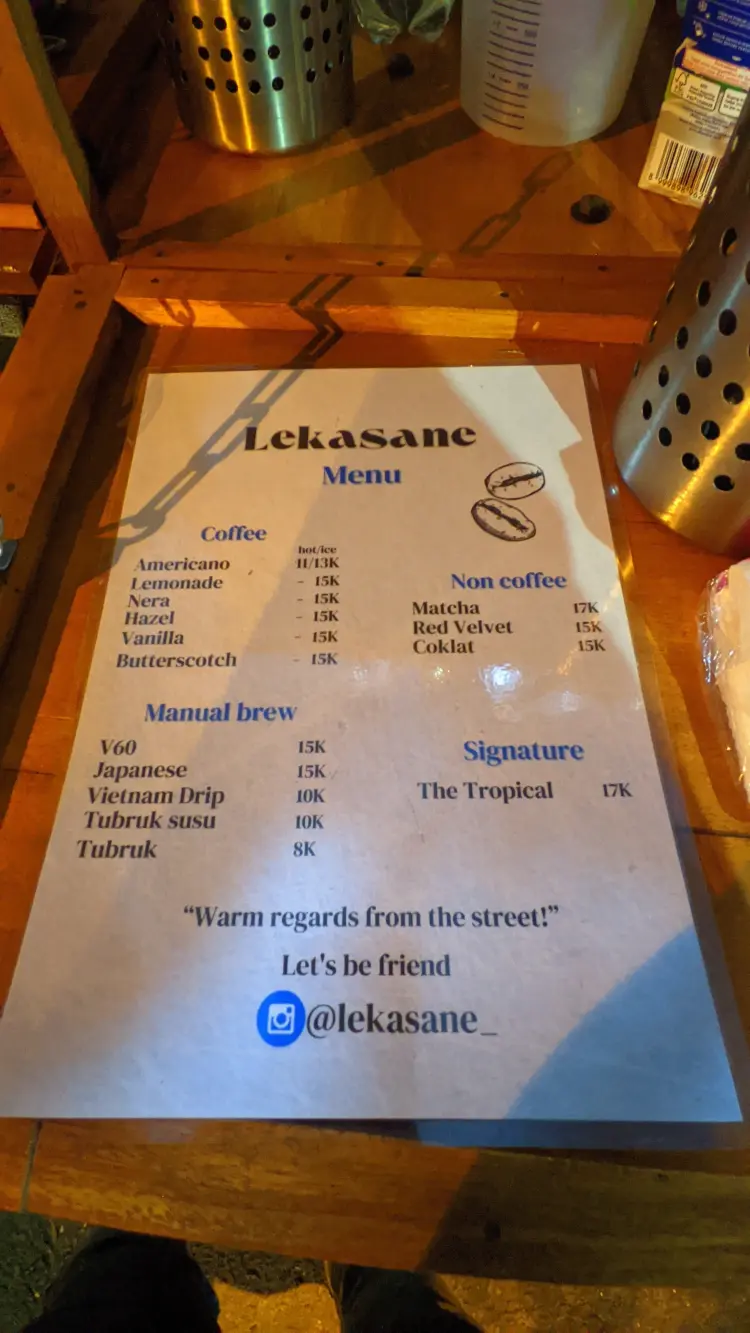 Lekasane
Menu
Coffee
hot/ice
Americano 11/13K
Lemonade - 15K
Nera - 15K
Hazel - 15K
Vanilla - 15K
Butterscotch - 15K
Non coffee
Matcha 17K
Red Velvet 15K
Coklat 15K
Manual brew
V60 15K
Japanese 15K
Vietnam Drip 10K
Tubruk susu 10K
Tubruk 8K
Signature
The Tropical 17K
“Warm regards from the street!”
Let's be friend
@lekasane_